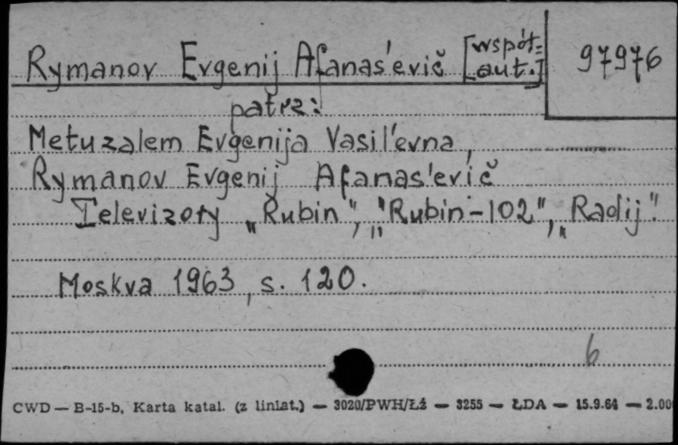 Rymanov Evgenij Afanas'evič [współ=
aut.]
97976
patrz:
Metuzalem Evgenija Vasil'evna,
Rymanov Evgenij Afanas'evič
Televizory „Rubin", „Rubin-102", „Radij".
Moskva 1963, s. 120.
b
CWD — B-15-b, Karta katal. (z liniat.) — 3020/PWH/Łż — 3255 — ŁDA — 15.9.64 — 2.00